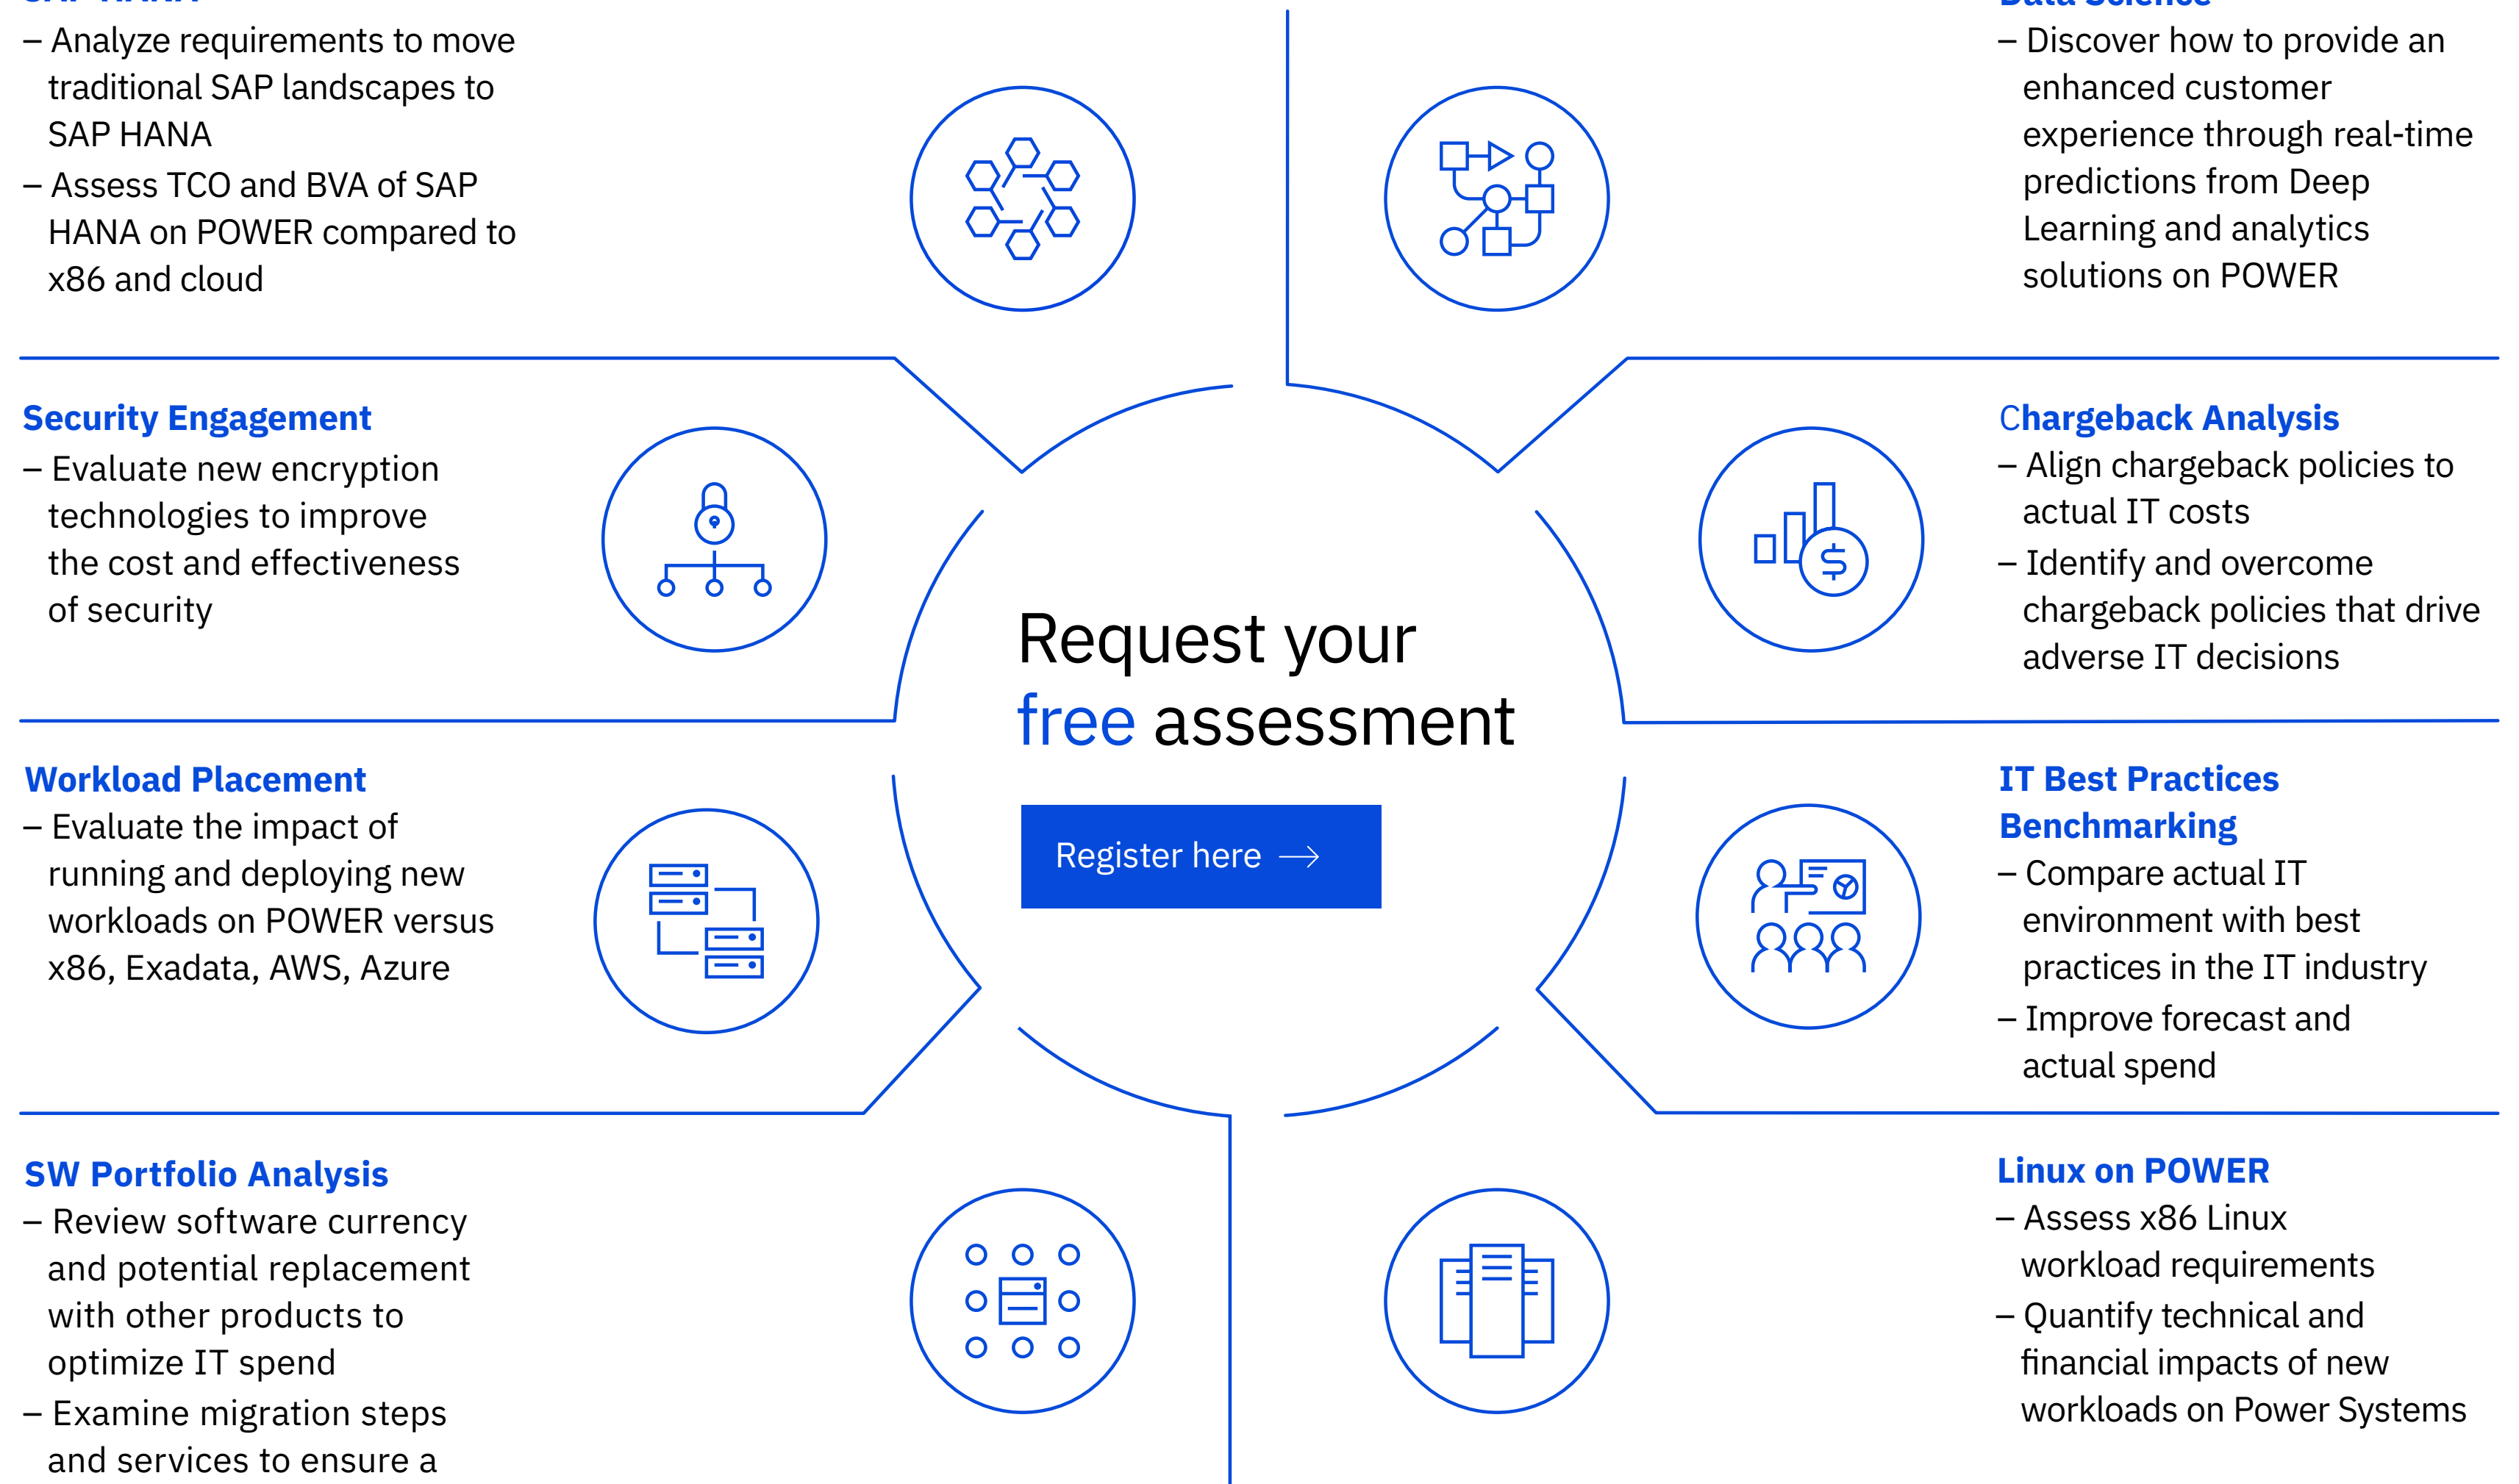 SAP HANA
– Analyze requirements to move
traditional SAP landscapes to
SAP HANA
– Assess TCO and BVA of SAP
HANA on POWER compared to
x86 and cloud
Data Science
– Discover how to provide an
enhanced customer
experience through real-time
predictions from Deep
Learning and analytics
solutions on POWER
Security Engagement
– Evaluate new encryption
technologies to improve
the cost and effectiveness
of security
Chargeback Analysis
– Align chargeback policies to
actual IT costs
– Identify and overcome
chargeback policies that drive
adverse IT decisions
Request your
free assessment
Register here →
Workload Placement
– Evaluate the impact of
running and deploying new
workloads on POWER versus
x86, Exadata, AWS, Azure
IT Best Practices
Benchmarking
– Compare actual IT
environment with best
practices in the IT industry
– Improve forecast and
actual spend
SW Portfolio Analysis
– Review software currency
and potential replacement
with other products to
optimize IT spend
– Examine migration steps
and services to ensure a
Linux on POWER
– Assess x86 Linux
workload requirements
– Quantify technical and
financial impacts of new
workloads on Power Systems